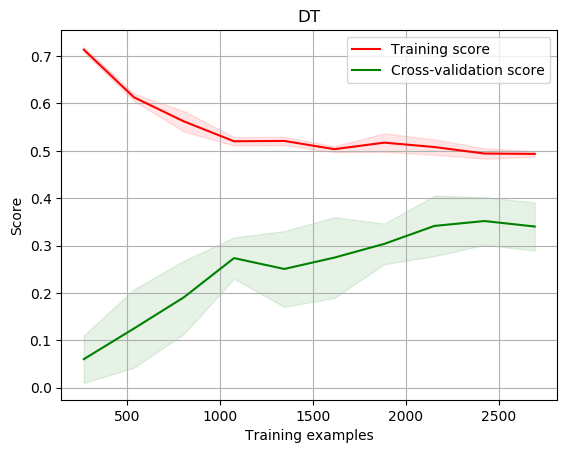 DT
Training score
Cross-validation score
0.7
0.6
0.5
0.4
0.3
0.2
0.1
0.0
Score
500
1000
1500
2000
2500
Training examples